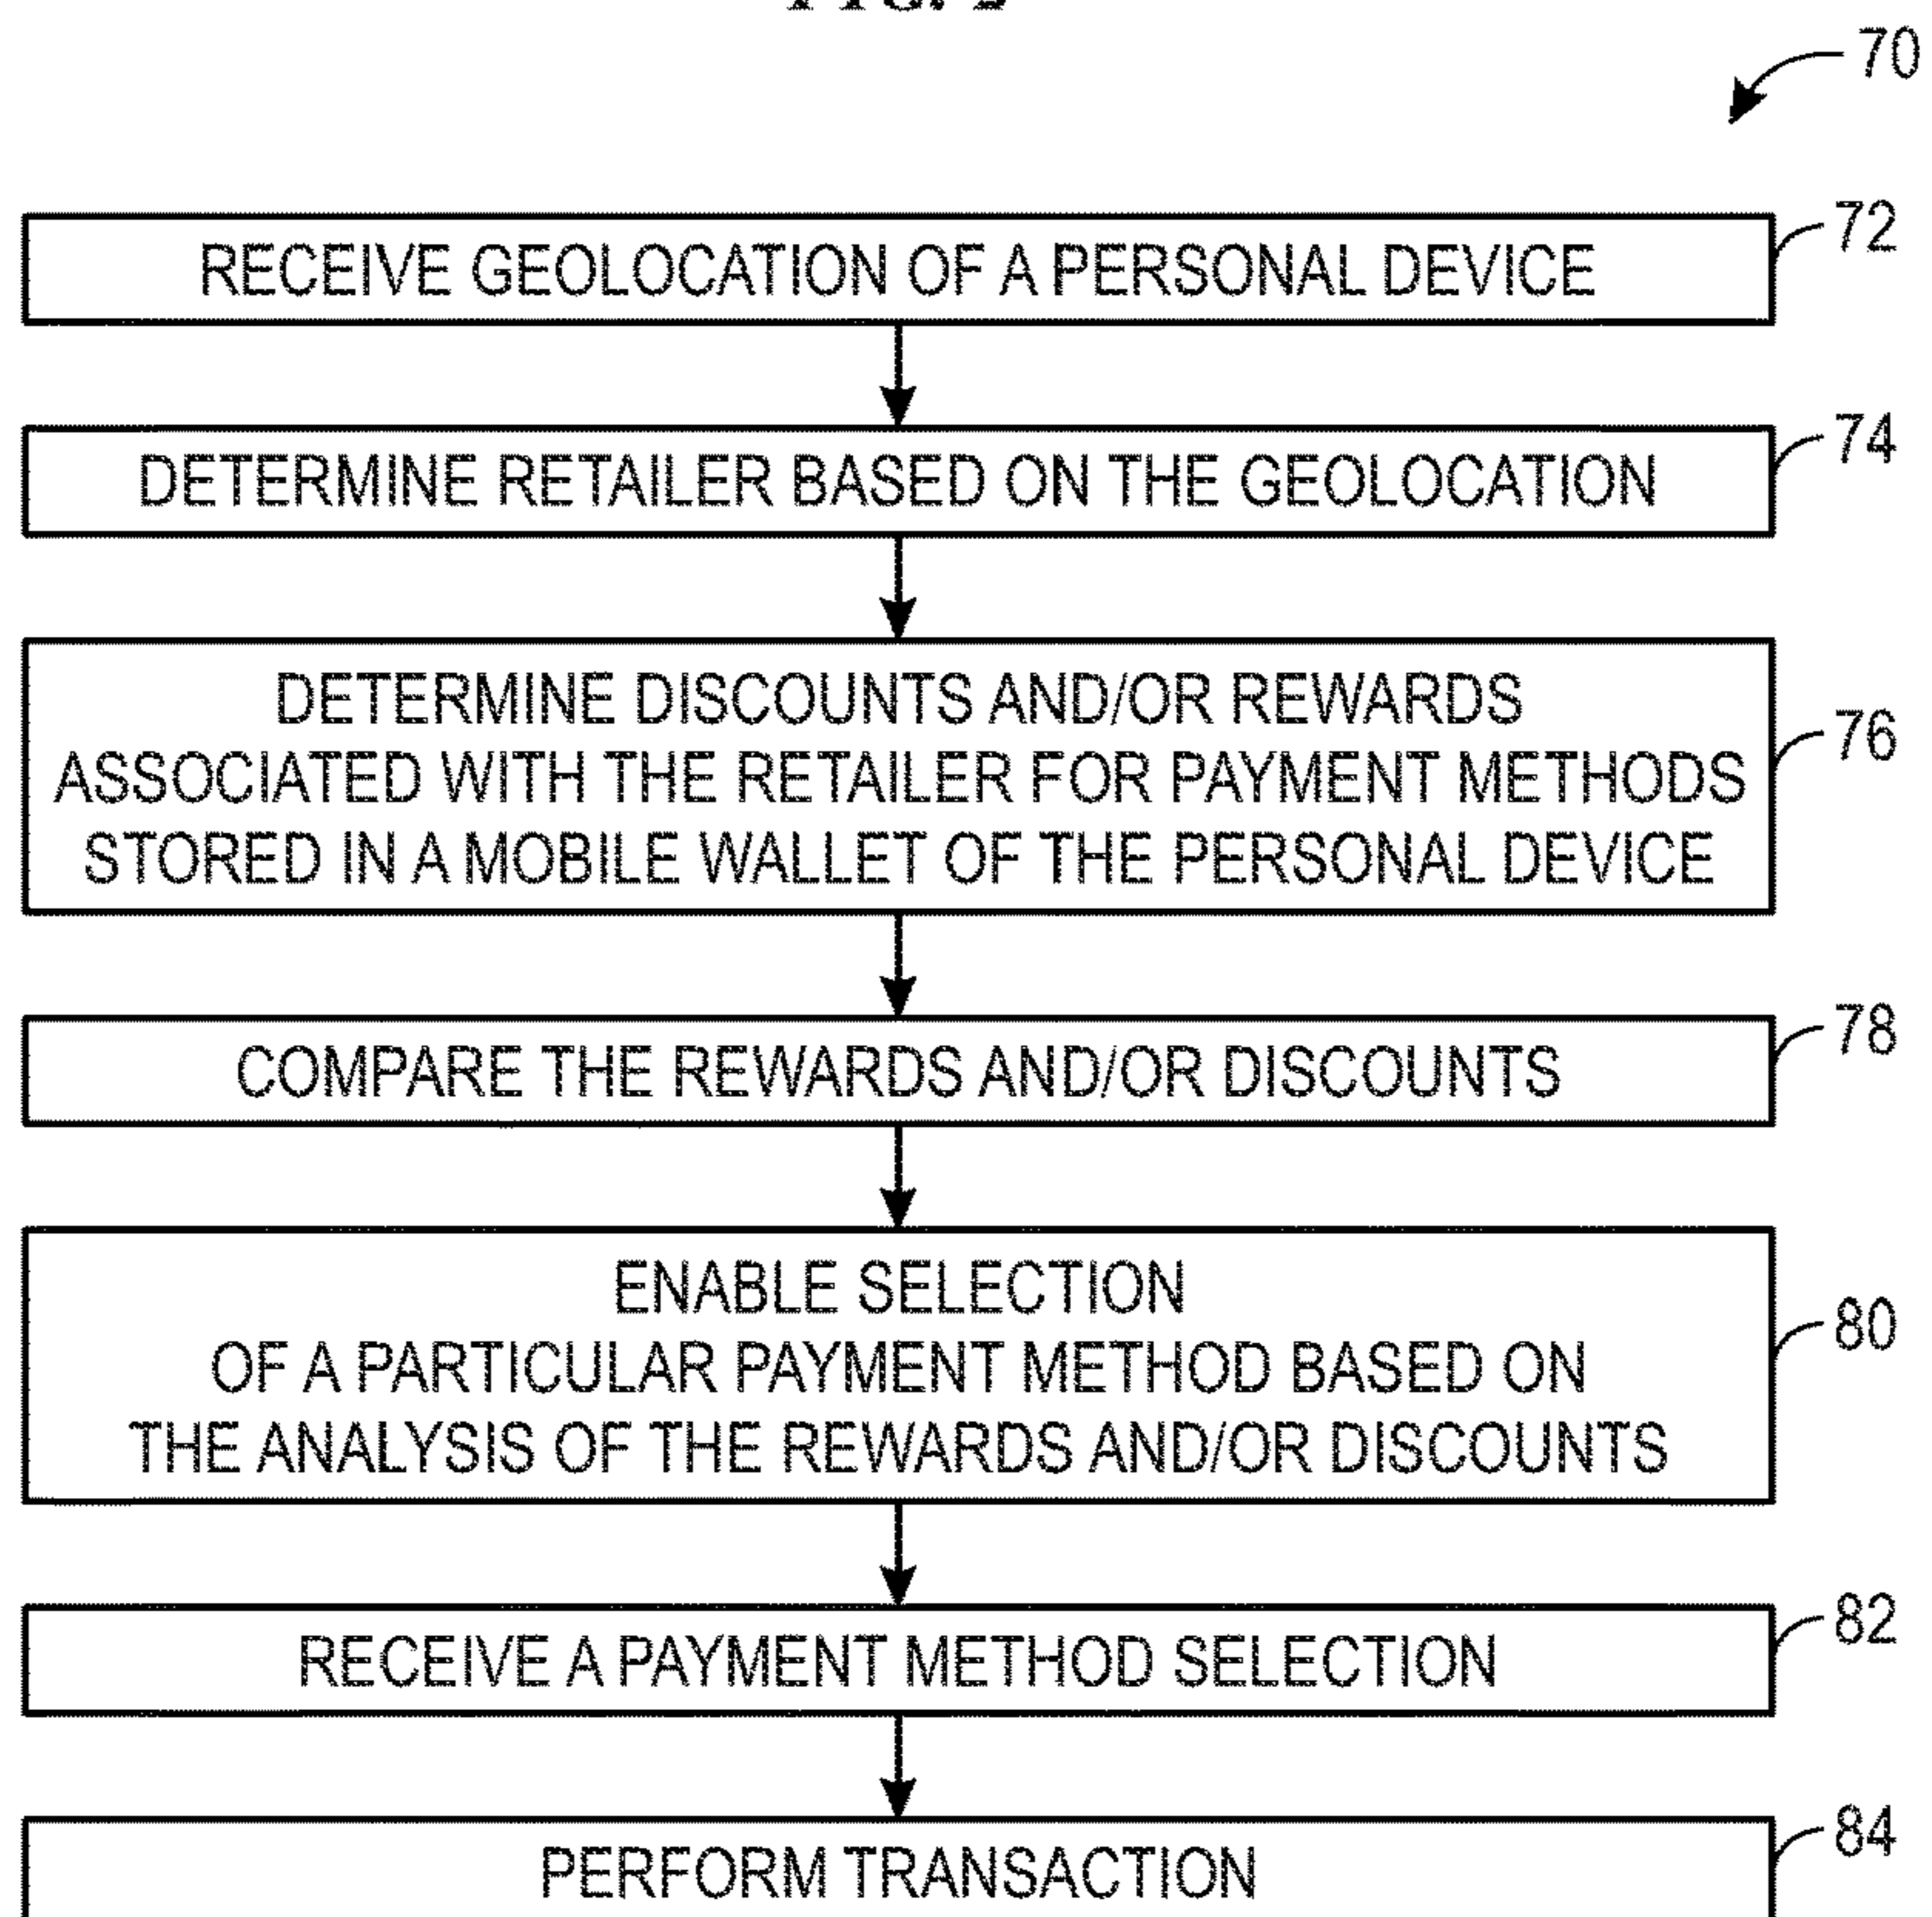 70
RECEIVE GEOLOCATION OF A PERSONAL DEVICE
72
DETERMINE RETAILER BASED ON THE GEOLOCATION
74
DETERMINE DISCOUNTS AND/OR REWARDS
ASSOCIATED WITH THE RETAILER FOR PAYMENT METHODS
STORED IN A MOBILE WALLET OF THE PERSONAL DEVICE
76
COMPARE THE REWARDS AND/OR DISCOUNTS
78
ENABLE SELECTION
OF A PARTICULAR PAYMENT METHOD BASED ON
THE ANALYSIS OF THE REWARDS AND/OR DISCOUNTS
80
RECEIVE A PAYMENT METHOD SELECTION
82
PERFORM TRANSACTION
84